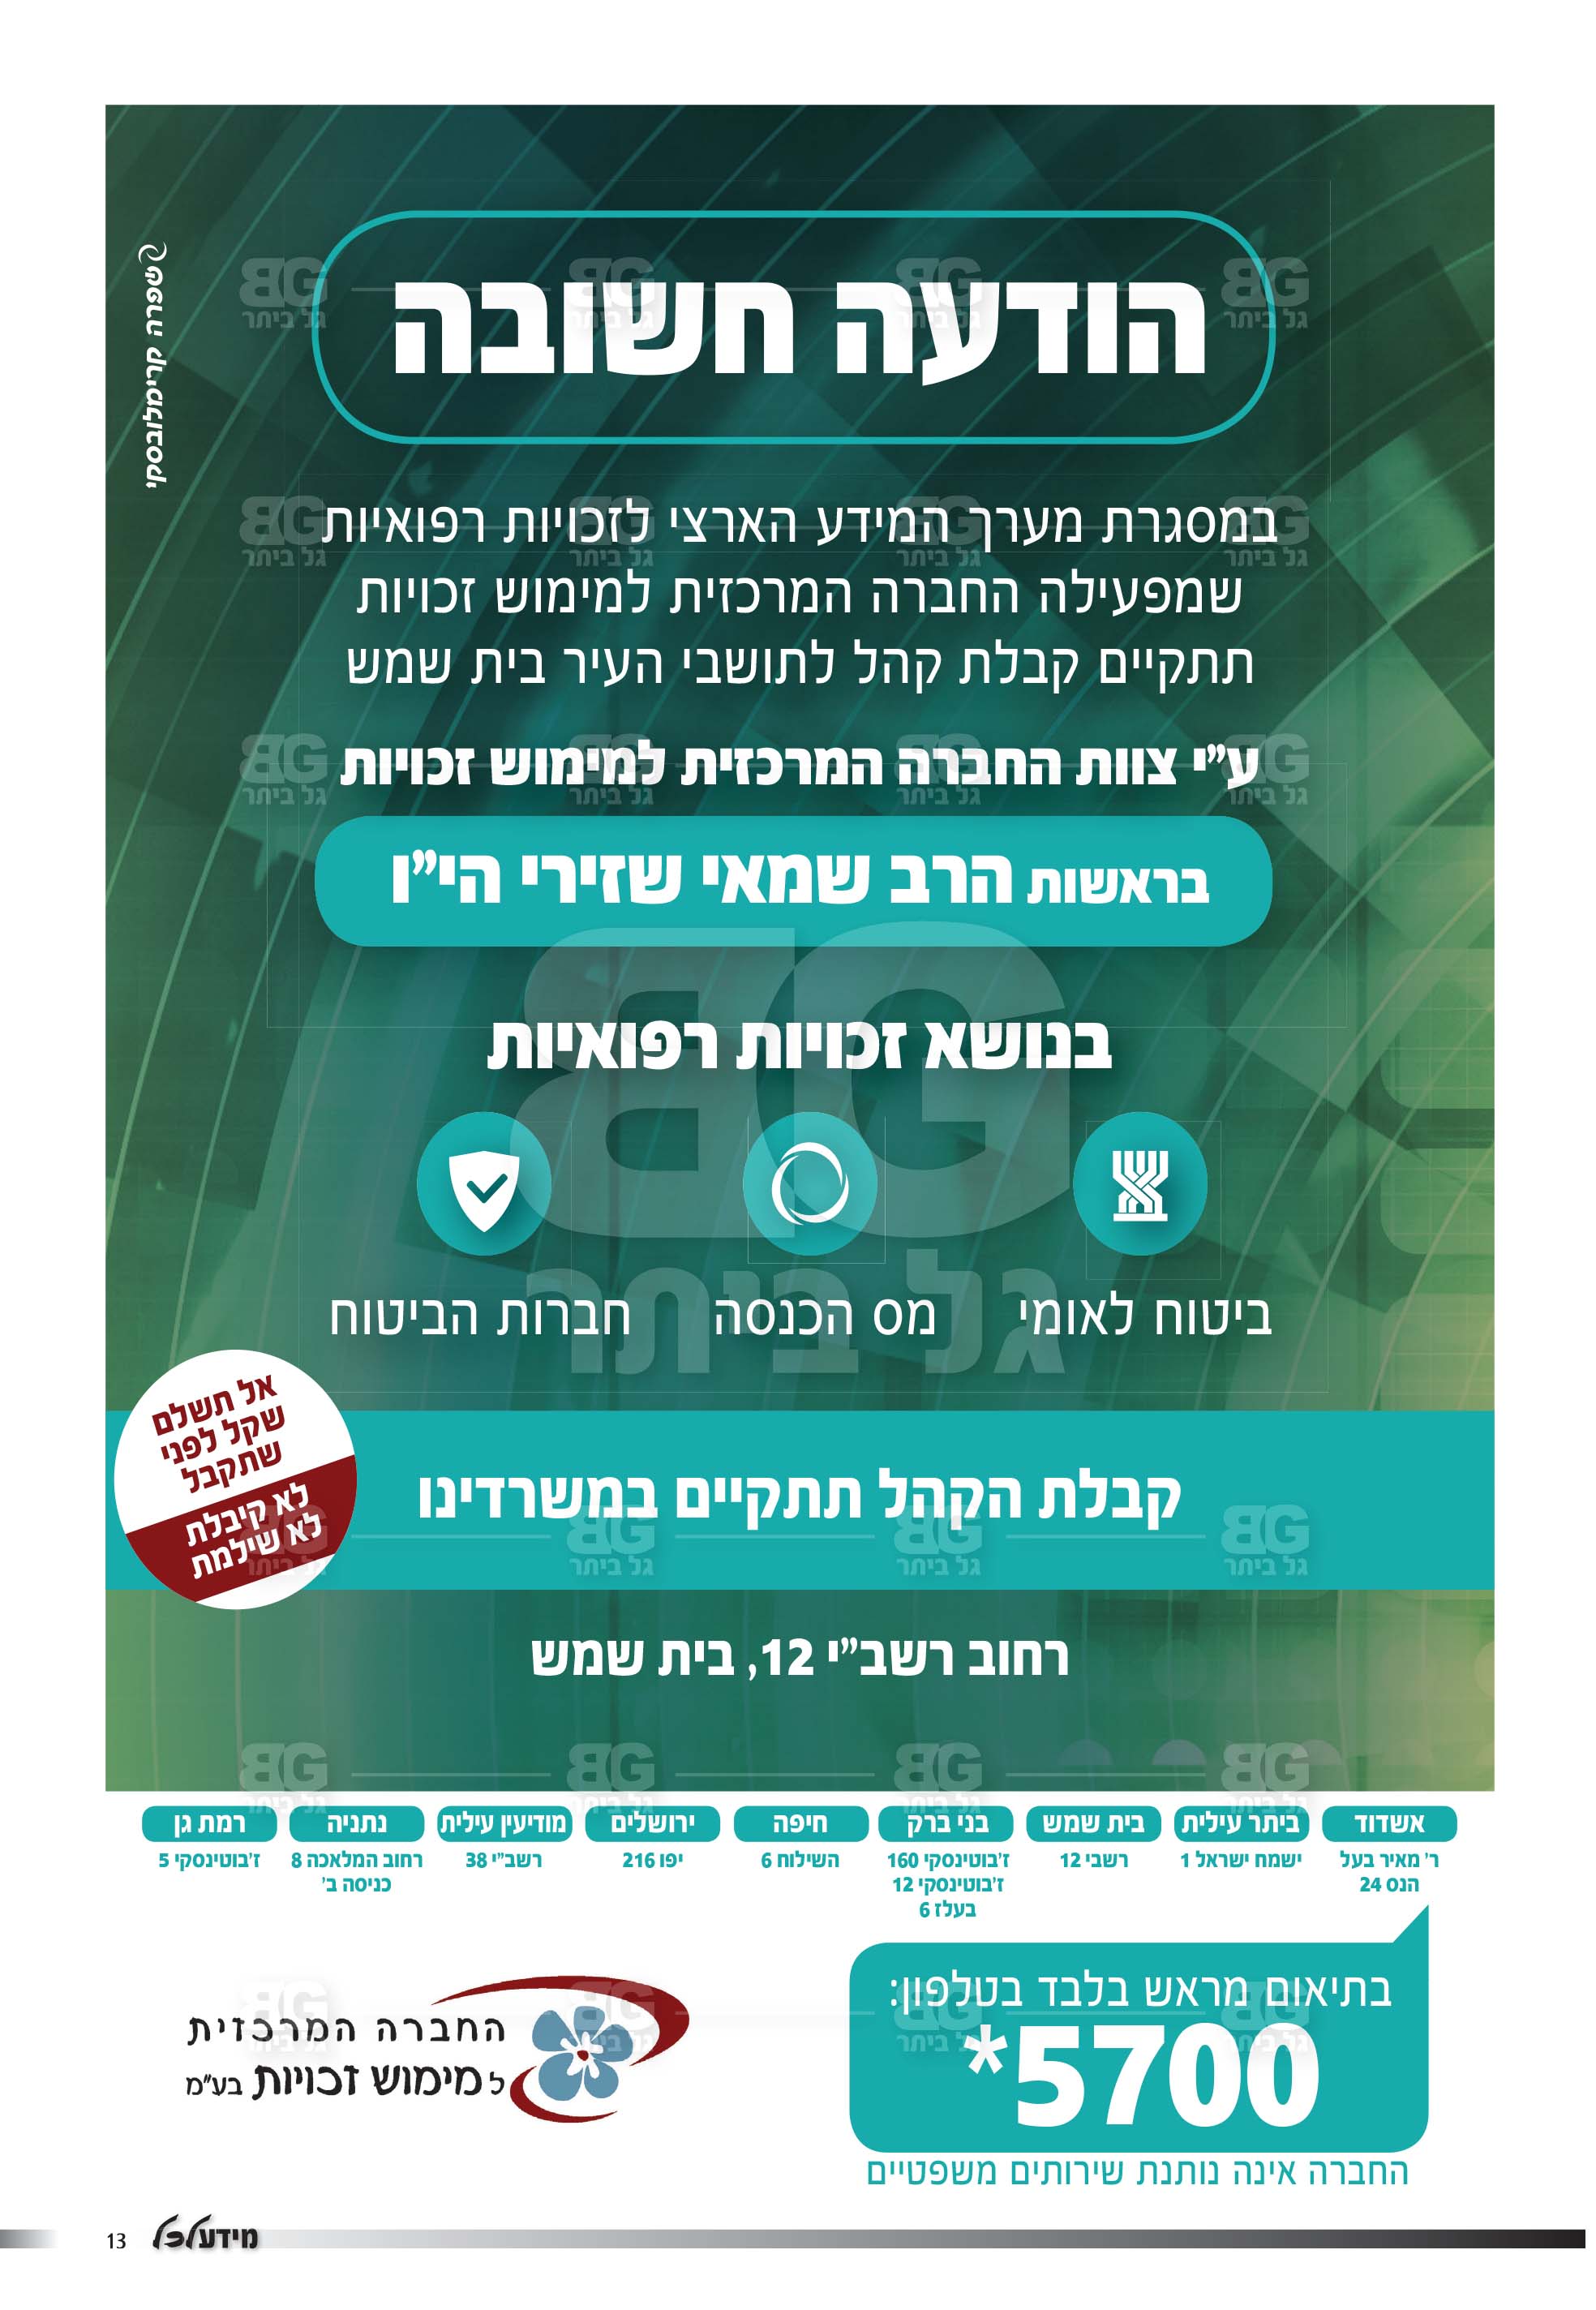 הודעה חשובה
שפרה קרימלובסקי
במסגרת מערך המידע הארצי לזכויות רפואיות
שמפעילה החברה המרכזית למימוש זכויות
תתקיים קבלת קהל לתושבי העיר בית שמש
ע"י צוות החברה המרכזית למימוש זכויות
בראשות הרב שמאי שזירי הי"ו
בנושא זכויות רפואיות
ביטוח לאומי
מס הכנסה
חברות הביטוח
BG
גל ביתר
אל תשלם
שקל לפני
שתקבל
לא קיבלת
לא שילמת
קבלת הקהל תתקיים במשרדינו
רחוב רשב"י 12, בית שמש
אשדוד
ר' מאיר בעל
הנס 24
ביתר עילית
ישמח ישראל 1
בית שמש
רשבי 12
בני ברק
ז'בוטינסקי 160
ז'בוטינסקי 12
בעלז 6
חיפה
השילוח 6
ירושלים
יפו 216
מודיעין עילית
רשב"י 38
נתניה
רחוב המלאכה 8
כניסה ב'
רמת גן
ז'בוטינסקי 5
בתיאום מראש בלבד בטלפון:
*5700
החברה אינה נותנת שירותים משפטיים
החברה המרכזית
למימוש זכויות בע"מ
מידע לכל
13